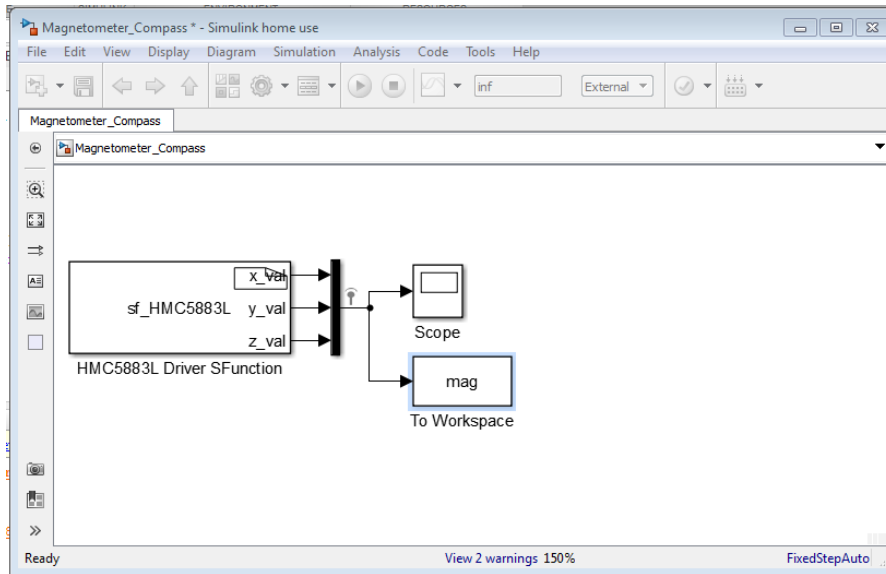 Magnetometer_Compass * - Simulink home use
File Edit View Display Diagram Simulation Analysis Code Tools Help
inf External
Magnetometer_Compass
Magnetometer_Compass
x_val
sf_HMC5883L y_val
z_val
HMC5883L Driver SFunction
Scope
mag
To Workspace
Ready View 2 warnings 150% FixedStepAuto